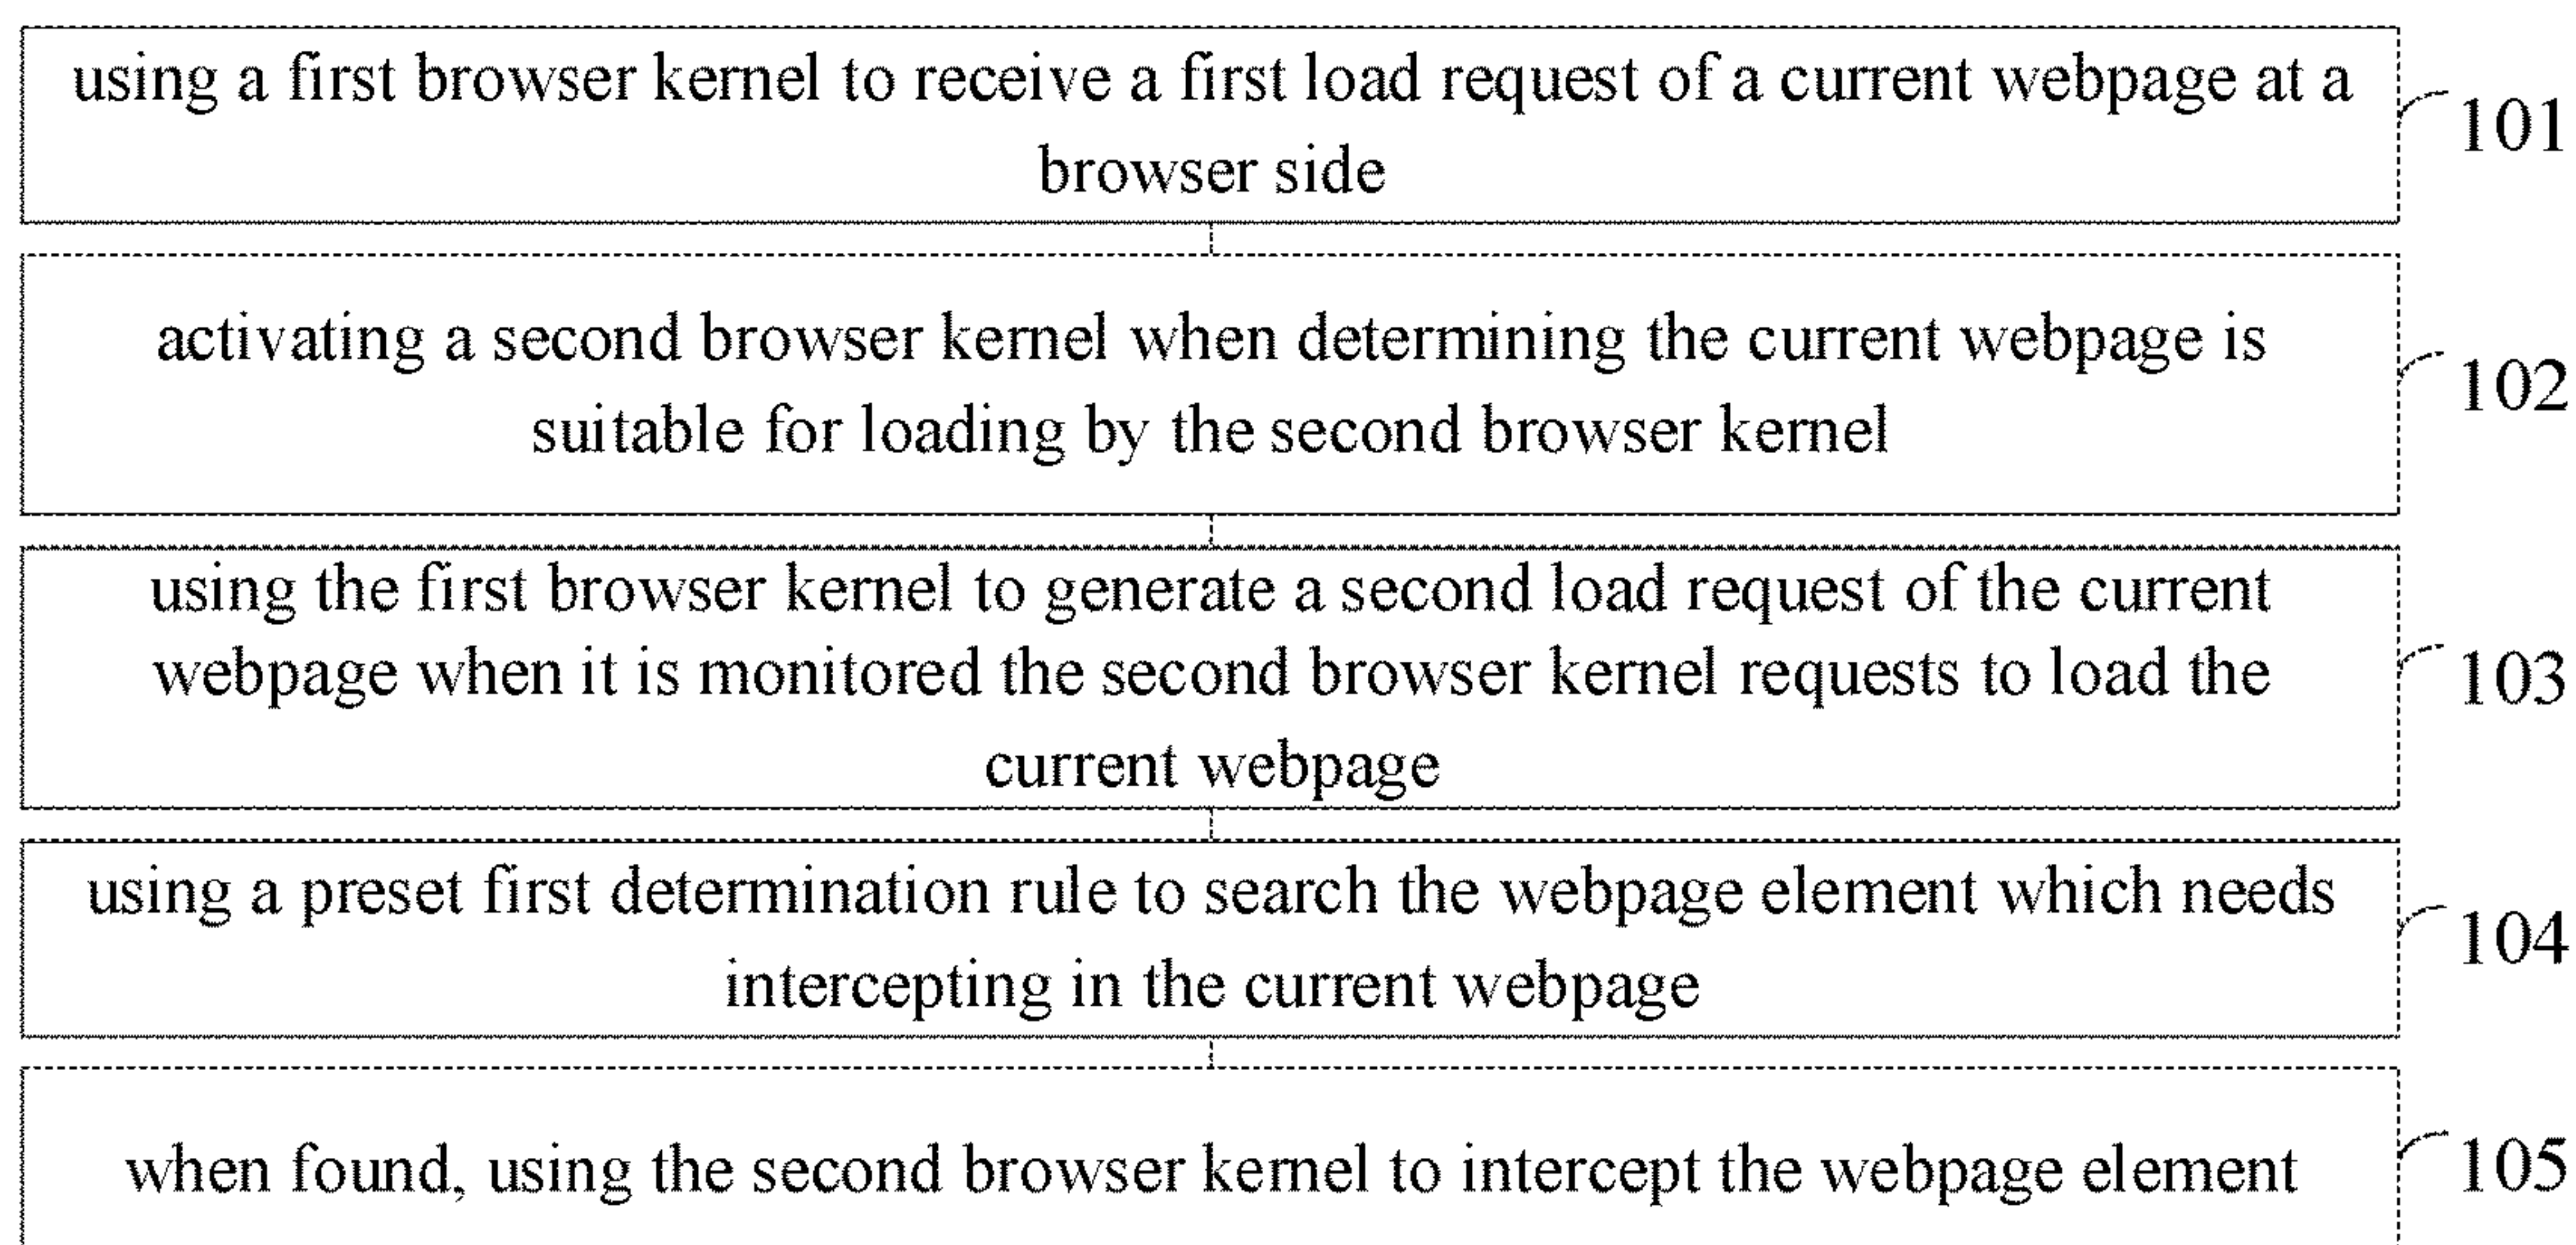 using a first browser kernel to receive a first load request of a current webpage at a
browser side
101
activating a second browser kernel when determining the current webpage is
suitable for loading by the second browser kernel
102
using the first browser kernel to generate a second load request of the current
webpage when it is monitored the second browser kernel requests to load the
current webpage
103
using a preset first determination rule to search the webpage element which needs
intercepting in the current webpage
104
when found, using the second browser kernel to intercept the webpage element
105